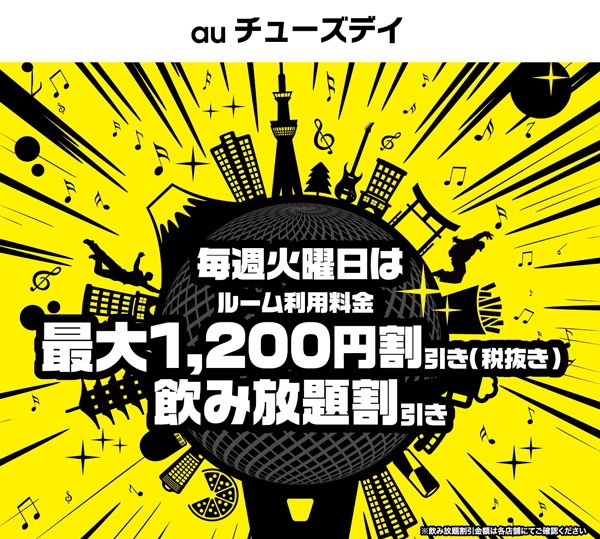 au チューズデイ
毎週火曜日は
ルーム利用料金
最大1,200円割引き(税抜き)
飲み放題割引き
※飲み放題割引金額は各店舗にてご確認ください